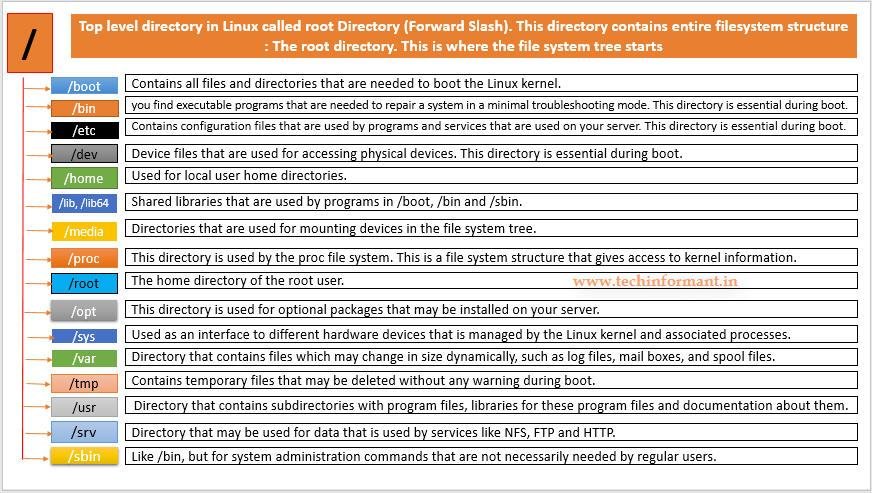 /
Top level directory in Linux called root Directory (Forward Slash). This directory contains entire filesystem structure
: The root directory. This is where the file system tree starts
/boot Contains all files and directories that are needed to boot the Linux kernel.
/bin you find executable programs that are needed to repair a system in a minimal troubleshooting mode. This directory is essential during boot.
/etc Contains configuration files that are used by programs and services that are used on your server. This directory is essential during boot.
/dev Device files that are used for accessing physical devices. This directory is essential during boot.
/home Used for local user home directories.
/lib, /lib64 Shared libraries that are used by programs in /boot, /bin and /sbin.
/media Directories that are used for mounting devices in the file system tree.
/proc This directory is used by the proc file system. This is a file system structure that gives access to kernel information.
/root The home directory of the root user. www.techinformant.in
/opt This directory is used for optional packages that may be installed on your server.
/sys Used as an interface to different hardware devices that is managed by the Linux kernel and associated processes.
/var Directory that contains files which may change in size dynamically, such as log files, mail boxes, and spool files.
/tmp Contains temporary files that may be deleted without any warning during boot.
/usr Directory that contains subdirectories with program files, libraries for these program files and documentation about them.
/srv Directory that may be used for data that is used by services like NFS, FTP and HTTP.
/sbin Like /bin, but for system administration commands that are not necessarily needed by regular users.